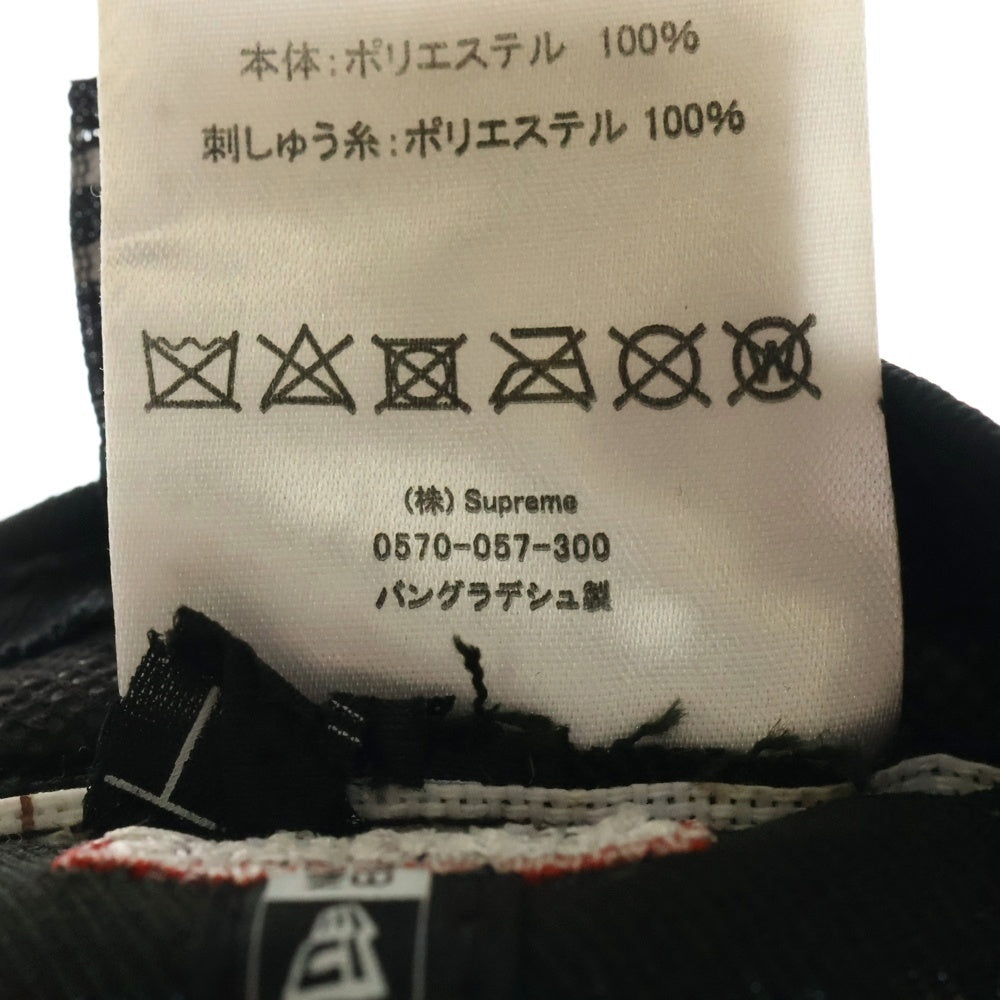 本体:ポリエステル 100%
刺しゅう糸:ポリエステル 100%
W
(株) Supreme
0570-057-300
バングラデシュ製